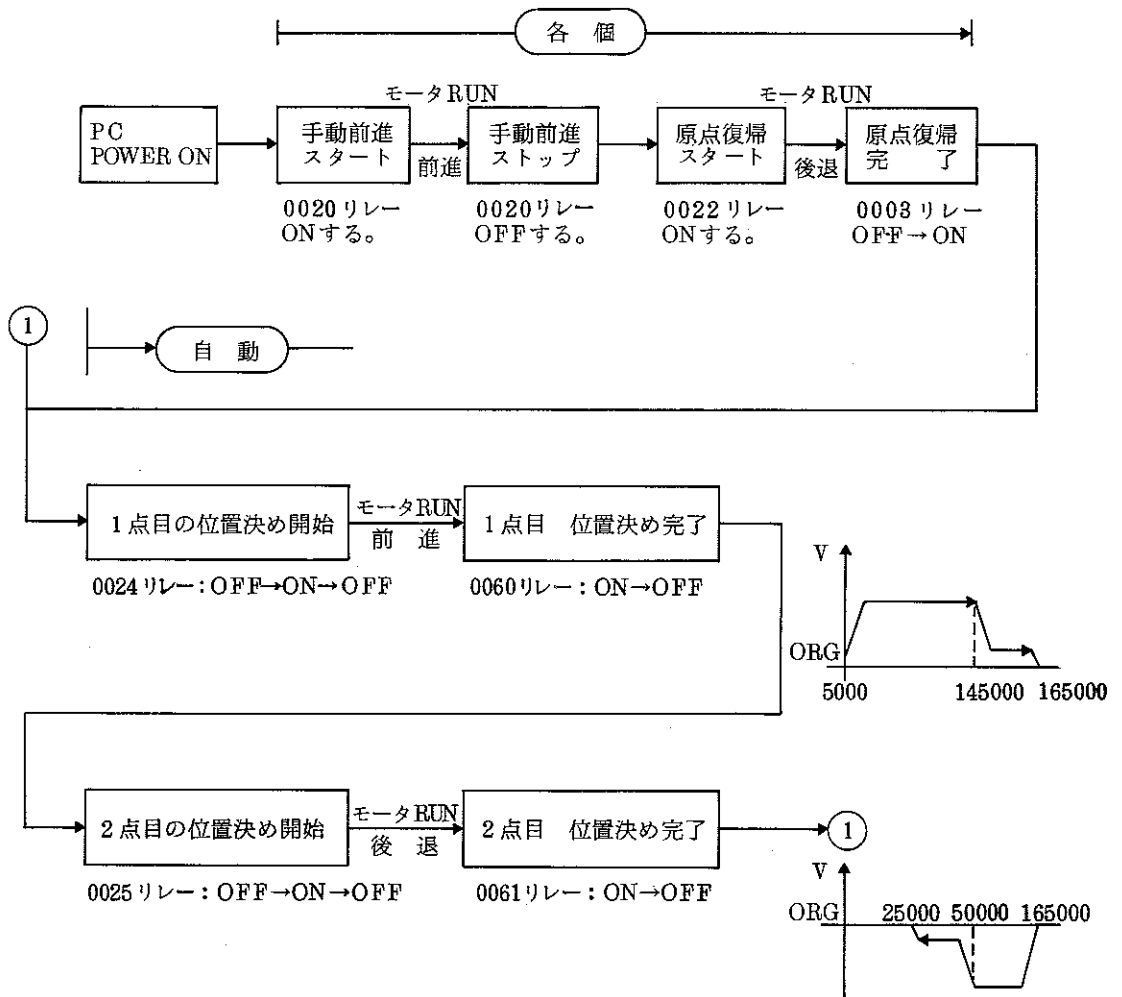 各 個
モータRUN
モータRUN
PC
POWER ON
手動前進
スタート
前進
手動前進
ストップ
原点復帰
スタート
後退
原点復帰
完 了
0020リレー
ONする。
0020リレー
OFFする。
0022リレー
ONする。
0003リレー
OFF→ON
1
自 動
1点目の位置決め開始
モータRUN
前 進
1点目 位置決め完了
0024リレー:OFF→ON→OFF
0060リレー:ON→OFF
V
ORG
5000
145000
165000
2点目の位置決め開始
モータRUN
後 退
2点目 位置決め完了
1
0025リレー:OFF→ON→OFF
0061リレー:ON→OFF
V
ORG
25000
50000
165000